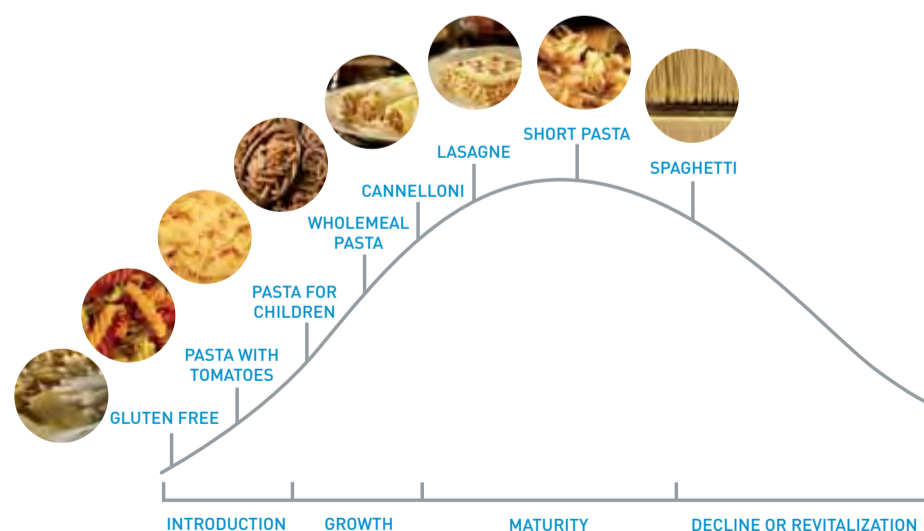 SHORT PASTA
LASAGNE
SPAGHETTI
CANNELLONI
WHOLEMEAL
PASTA
PASTA FOR
CHILDREN
PASTA WITH
TOMATOES
GLUTEN FREE
INTRODUCTION
GROWTH
MATURITY
DECLINE OR REVITALIZATION